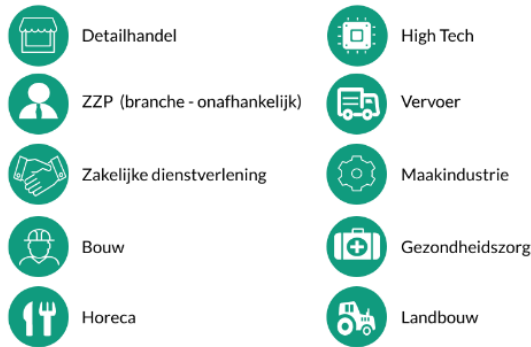 Detailhandel
ZZP (branche - onafhankelijk)
Zakelijke dienstverlening
Bouw
Horeca
High Tech
Vervoer
Maakindustrie
Gezondheidszorg
Landbouw